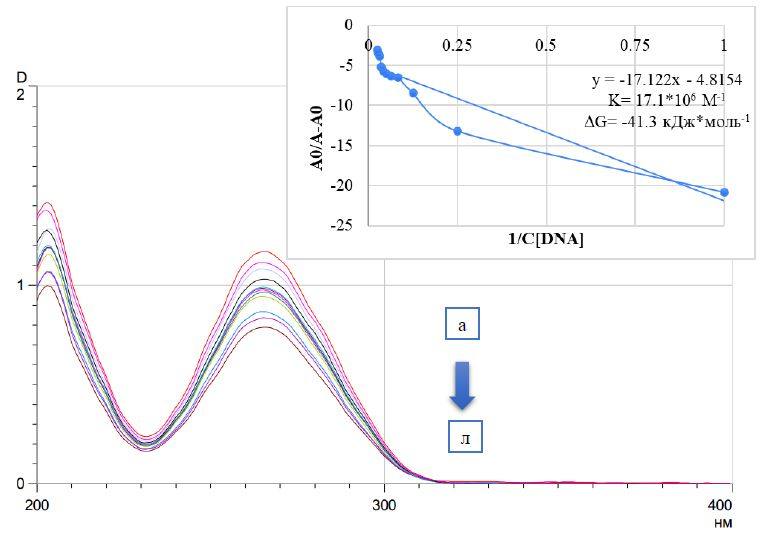 D
2
1
0
200
300
400
нм
0
-5
-10
-15
-20
-25
0
0.25
0.5
0.75
1
A0/A-A0
1/C[DNA]
y = -17.122x - 4.8154
K= 17.1*10⁶ M⁻¹
ΔG= -41.3 кДж*моль⁻¹
а
л